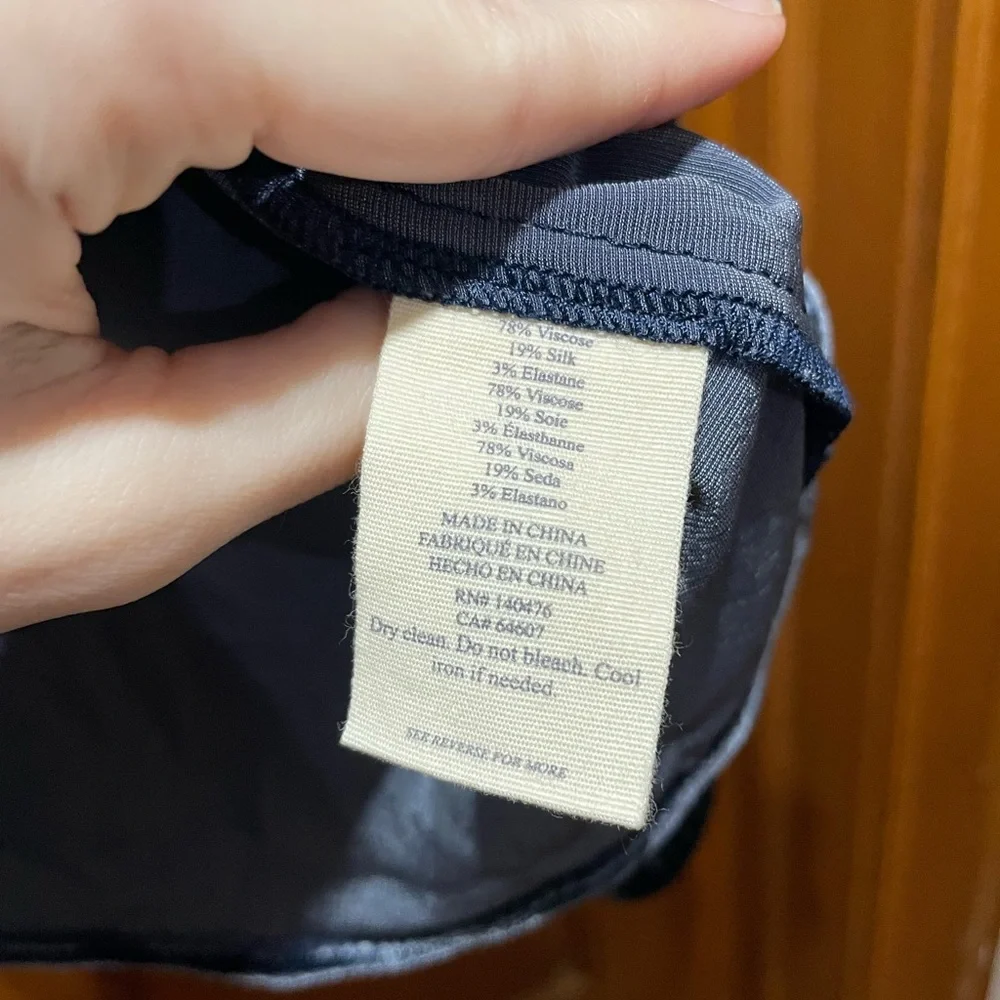 78% Viscose
19% Silk
3% Elastane
78% Viscose
19% Soie
3% Élasthanne
78% Viscosa
19% Seda
3% Elastano
MADE IN CHINA
FABRIQUÉ EN CHINE
HECHO EN CHINA
RN# 140476
CA# 64607
Dry clean. Do not bleach. Cool
iron if needed.
SEE REVERSE FOR MORE